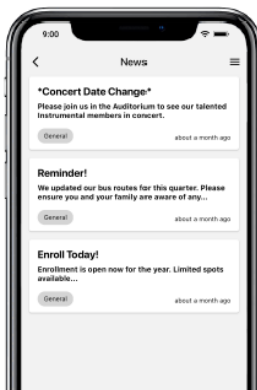 9:00
News
*Concert Date Change*
Please join us in the Auditorium to see our talented
Instrumental members in concert.
General
about a month ago
Reminder!
We updated our bus routes for this quarter. Please
ensure you and your family are aware of any...
General
about a month ago
Enroll Today!
Enrollment is open now for the year. Limited spots
available...
General
about a month ago